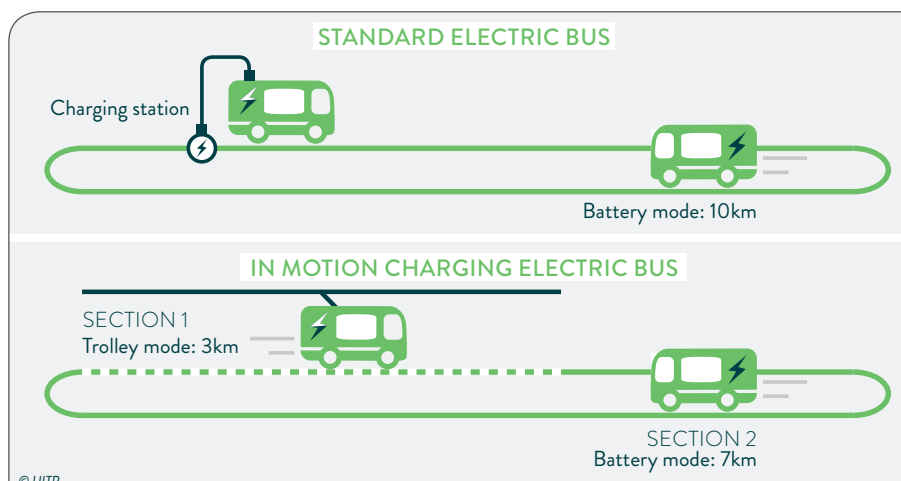 STANDARD ELECTRIC BUS
Charging station
Battery mode: 10km
IN MOTION CHARGING ELECTRIC BUS
SECTION 1
Trolley mode: 3km
SECTION 2
Battery mode: 7km
© UITP